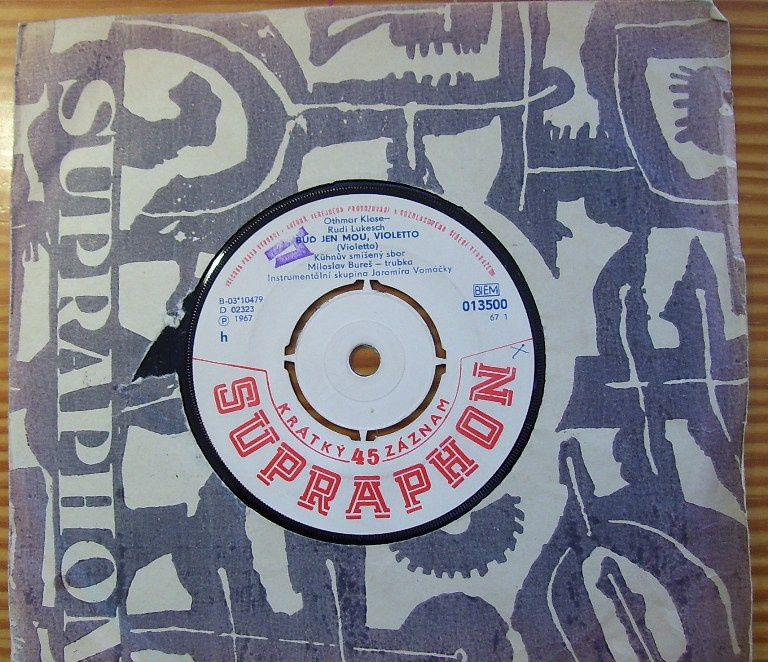 SUPRAPHON
Othmar Klose—
Rudi Lukesch
BUĎ JEN MOU, VIOLETTO
(Violetta)
Kühnův smíšený sbor
Miloslav Bureš — trubka
Instrumentální skupina Jaromíra Vomáčky
B-03*10479
D 02323
Ⓟ 1967
h
BIEM
013500
67 1
KRÁTKÝ 45 ZÁZNAM
SUPRAPHON